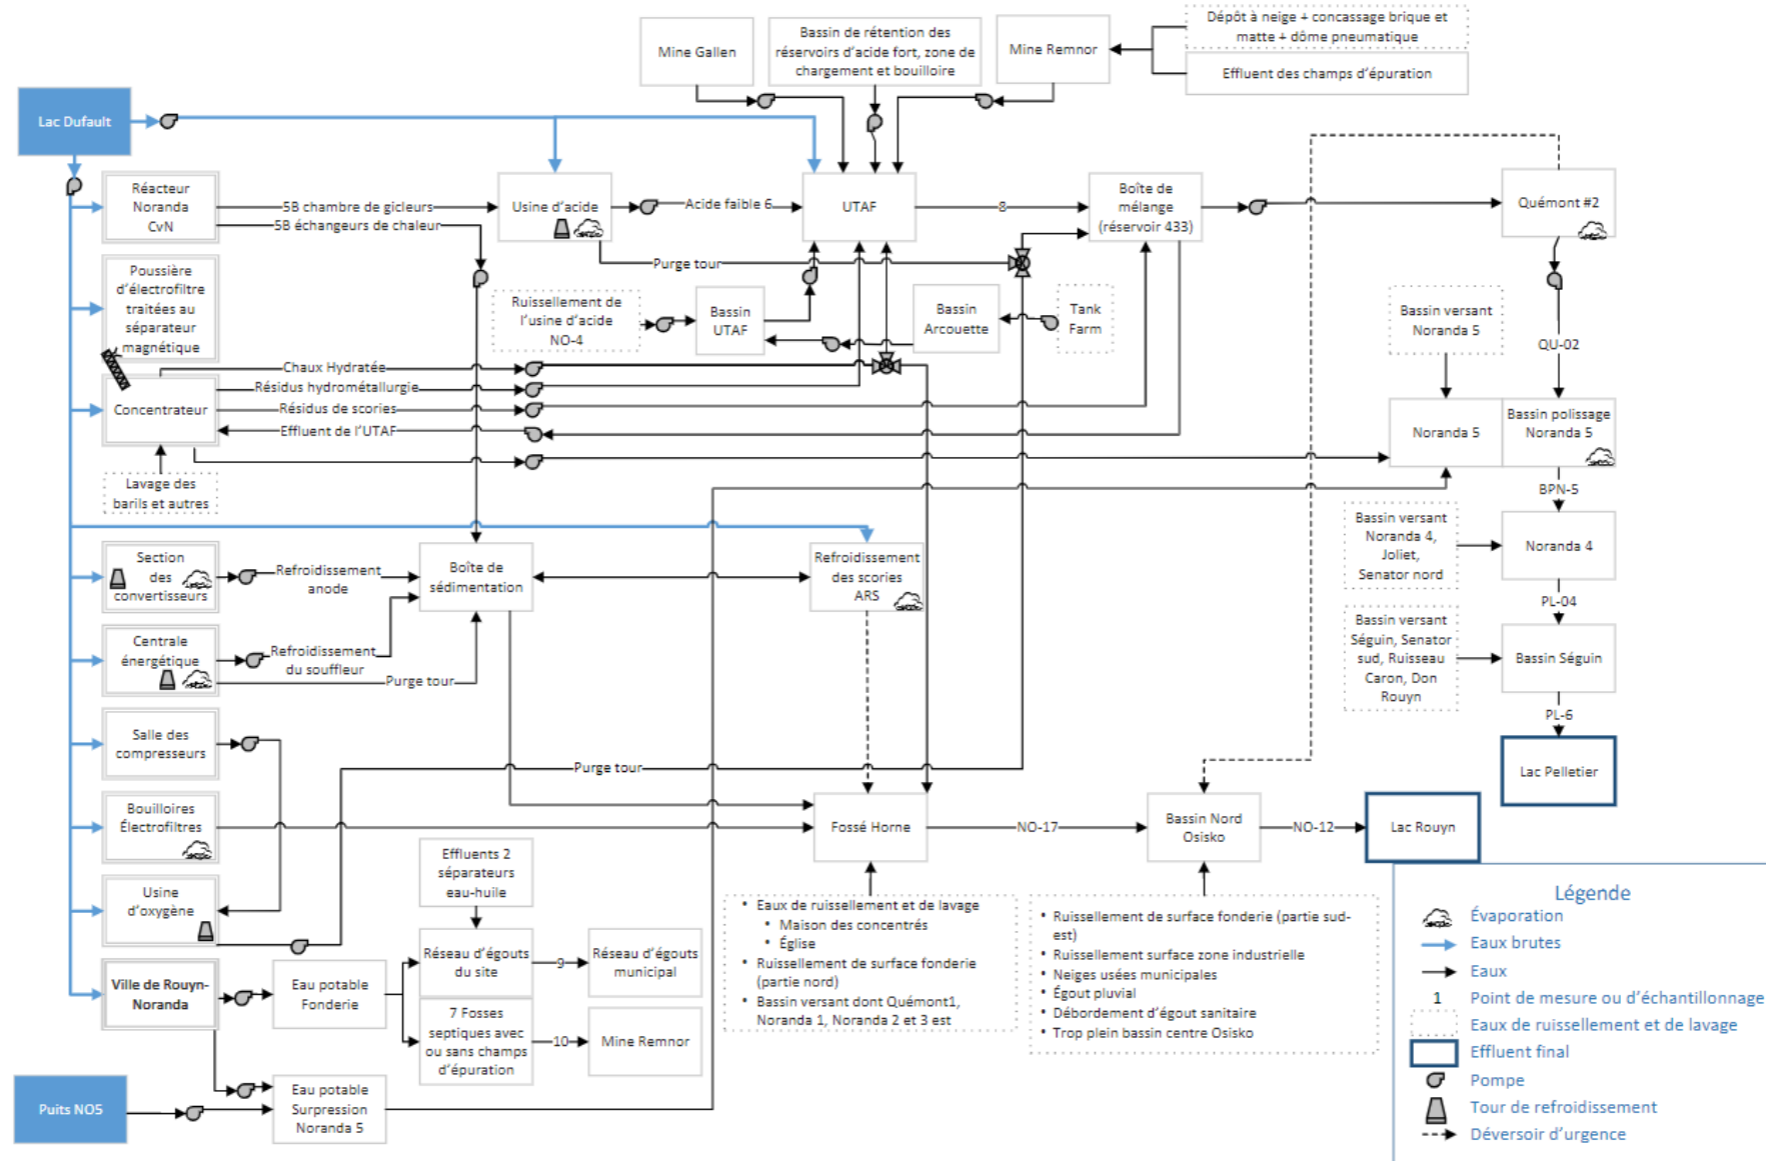 Dépôt à neige + concassage brique et
matte + dôme pneumatique
Effluent des champs d'épuration
Mine Gallen
Bassin de rétention des
réservoirs d'acide fort, zone de
chargement et bouilloire
Mine Remnor
Lac Dufault
Réacteur
Noranda
CvN
5B chambre de gicleurs
5B échangeurs de chaleur
Usine d'acide
Acide faible 6
UTAF
8
Boîte de
mélange
(réservoir 433)
Quémont #2
Purge tour
Poussière
d'électrofiltre
traitées au
séparateur
magnétique
Ruissellement de
l'usine d'acide
NO-4
Bassin
UTAF
Bassin
Arcouette
Tank
Farm
Bassin versant
Noranda 5
QU-02
Chaux Hydratée
Résidus hydrométallurgie
Résidus de scories
Effluent de l'UTAF
Concentrateur
Noranda 5
Bassin polissage
Noranda 5
Lavage des
barils et autres
BPN-5
Bassin versant
Noranda 4,
Joliet,
Senator nord
Noranda 4
Section
des
convertisseurs
Refroidissement
anode
Boîte de
sédimentation
Refroidissement
des scories
ARS
PL-04
Centrale
énergétique
Refroidissement
du souffleur
Purge tour
Bassin versant
Séguin, Senator
sud, Ruisseau
Caron, Don
Rouyn
Bassin Séguin
PL-6
Salle des
compresseurs
Purge tour
Lac Pelletier
Bouilloires
Électrofiltres
Fossé Horne
NO-17
Bassin Nord
Osisko
NO-12
Lac Rouyn
Usine
d'oxygène
Effluents 2
séparateurs
eau-huile
Ville de Rouyn-
Noranda
Eau potable
Fonderie
Réseau d'égouts
du site
9
Réseau d'égouts
municipal
7 Fosses
septiques avec
ou sans champs
d'épuration
10
Mine Remnor
Puits NO5
Eau potable
Surpression
Noranda 5
• Eaux de ruissellement et de lavage
• Maison des concentrés
• Église
• Ruissellement de surface fonderie
(partie nord)
• Bassin versant dont Quémont1,
Noranda 1, Noranda 2 et 3 est
• Ruissellement de surface fonderie (partie sud-
est)
• Ruissellement surface zone industrielle
• Neiges usées municipales
• Égout pluvial
• Débordement d'égout sanitaire
• Trop plein bassin centre Osisko
Légende
Évaporation
Eaux brutes
Eaux
1 Point de mesure ou d'échantillonnage
Eaux de ruissellement et de lavage
Effluent final
Pompe
Tour de refroidissement
Déversoir d'urgence